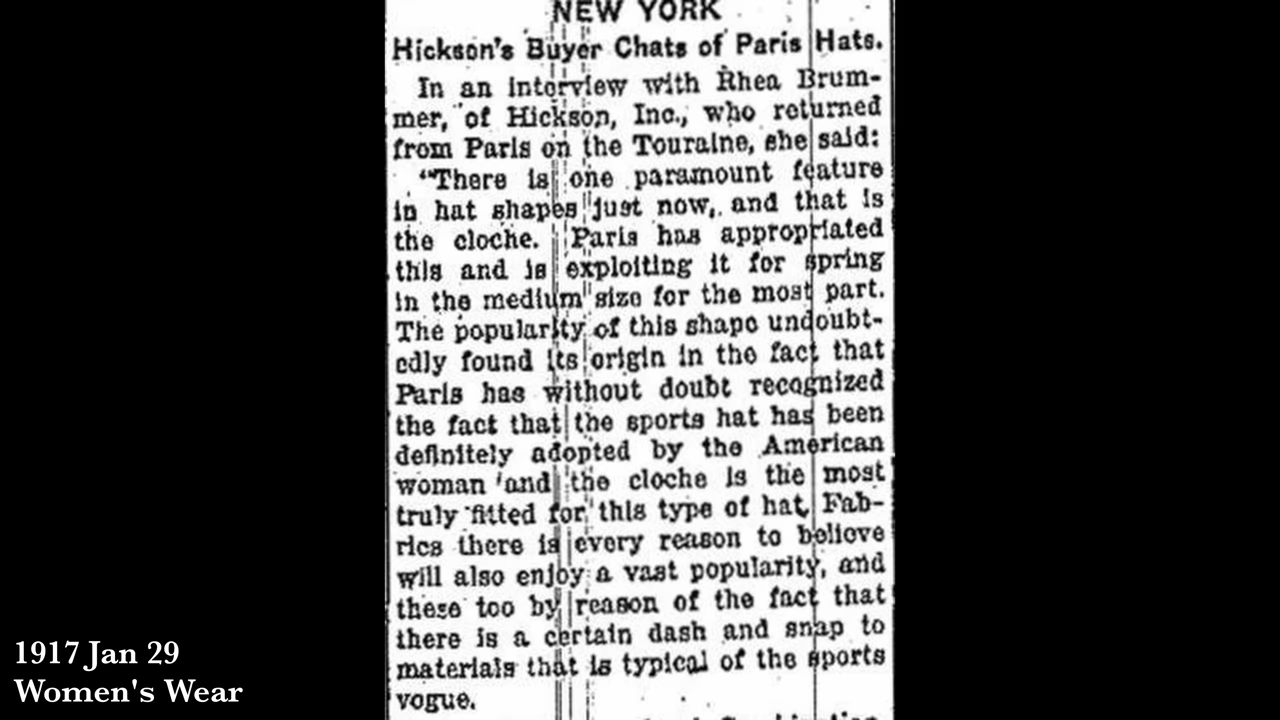 NEW YORK
Hickson's Buyer Chats of Paris Hats.
In an interview with Rhea Brum-
mer, of Hickson, Inc., who returned
from Paris on the Touraine, she said:
"There is one paramount feature
in hat shapes just now, and that is
the cloche. Paris has appropriated
this and is exploiting it for spring
in the medium size for the most part.
The popularity of this shape undoubt-
edly found its origin in the fact that
Paris has without doubt recognized
the fact that the sports hat has been
definitely adopted by the American
woman and the cloche is the most
truly fitted for this type of hat. Fab-
rics there is every reason to believe
will also enjoy a vast popularity, and
these too by reason of the fact that
there is a certain dash and snap to
materials that is typical of the sports
vogue.
1917 Jan 29
Women's Wear